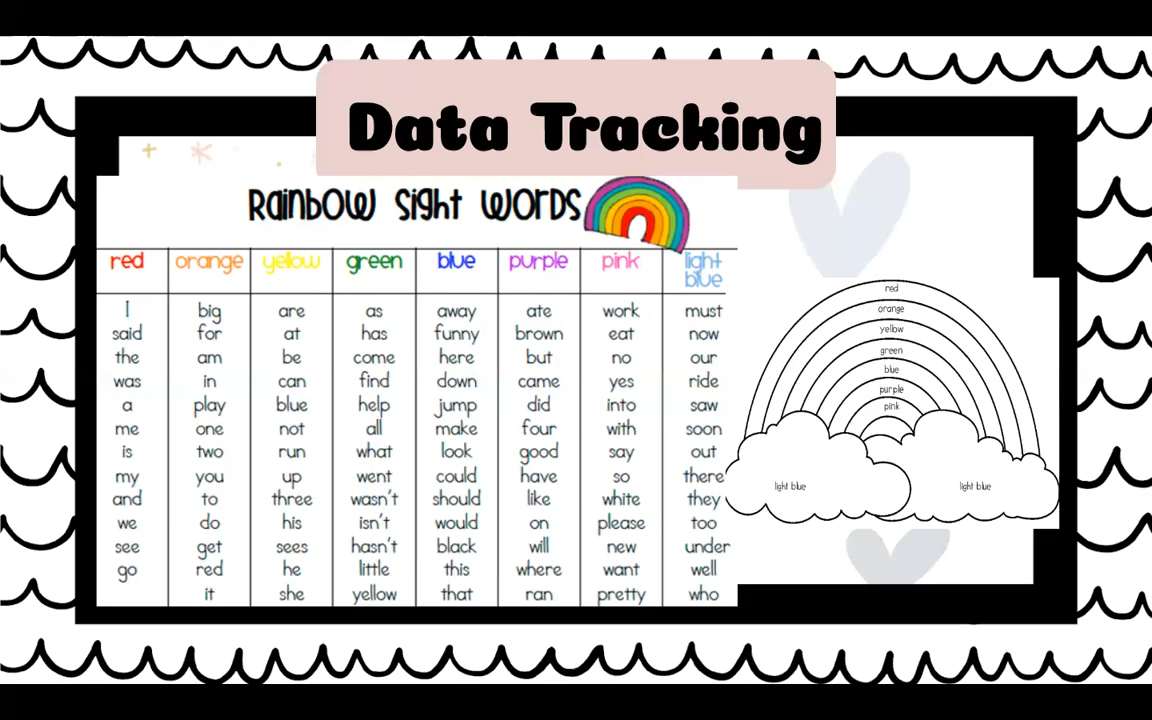 Data Tracking
Rainbow Sight Words
red orange yellow green blue purple pink light blue
I big are as away ate work must
said for at has funny brown eat now
the am be come here but no our
was in can find down came yes ride
a play blue help jump did into saw
me one not all make four with soon
is two run what look good say out
my you up went could have so there
and to three wasn't should like white they
we do his isn't would on please too
see get sees hasn't black will new under
go red he little this where want well
it she yellow that ran pretty who
red
orange
yellow
green
blue
purple
pink
light blue light blue